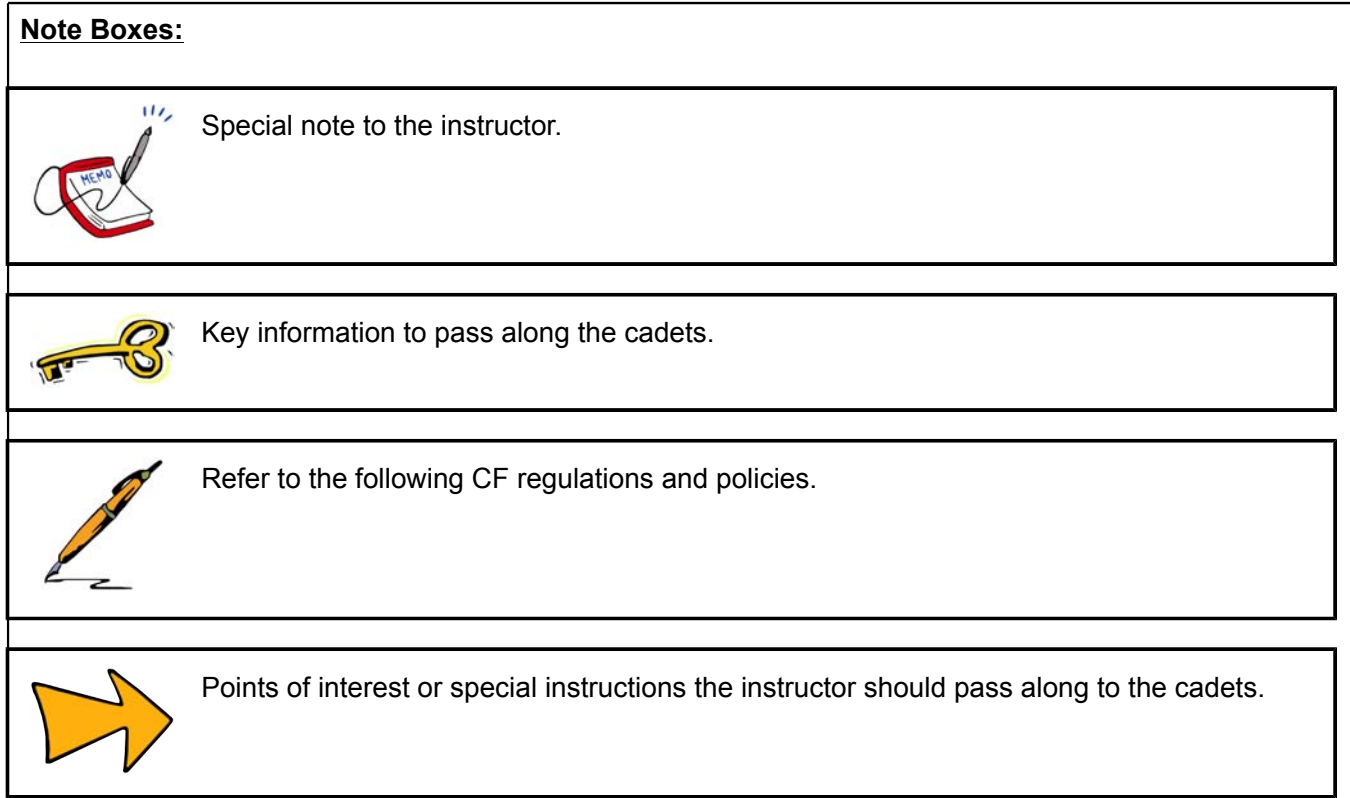 Note Boxes:
Special note to the instructor.
MEMO
Key information to pass along the cadets.
Refer to the following CF regulations and policies.
Points of interest or special instructions the instructor should pass along to the cadets.